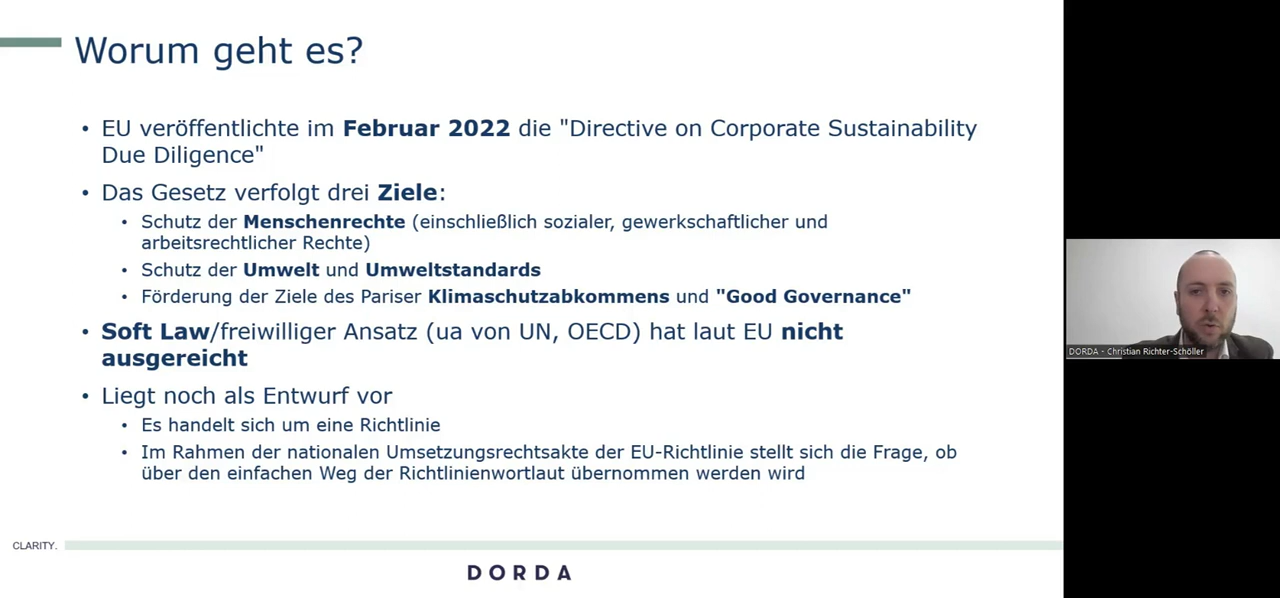 Worum geht es?
• EU veröffentlichte im Februar 2022 die "Directive on Corporate Sustainability
Due Diligence"
• Das Gesetz verfolgt drei Ziele:
• Schutz der Menschenrechte (einschließlich sozialer, gewerkschaftlicher und
arbeitsrechtlicher Rechte)
• Schutz der Umwelt und Umweltstandards
• Förderung der Ziele des Pariser Klimaschutzabkommens und "Good Governance"
• Soft Law/freiwilliger Ansatz (ua von UN, OECD) hat laut EU nicht
ausgereicht
• Liegt noch als Entwurf vor
• Es handelt sich um eine Richtlinie
• Im Rahmen der nationalen Umsetzungsrechtsakte der EU-Richtlinie stellt sich die Frage, ob
über den einfachen Weg der Richtlinienwortlaut übernommen werden wird
CLARITY.
DORDA
DORDA - Christian Richter-Schöller